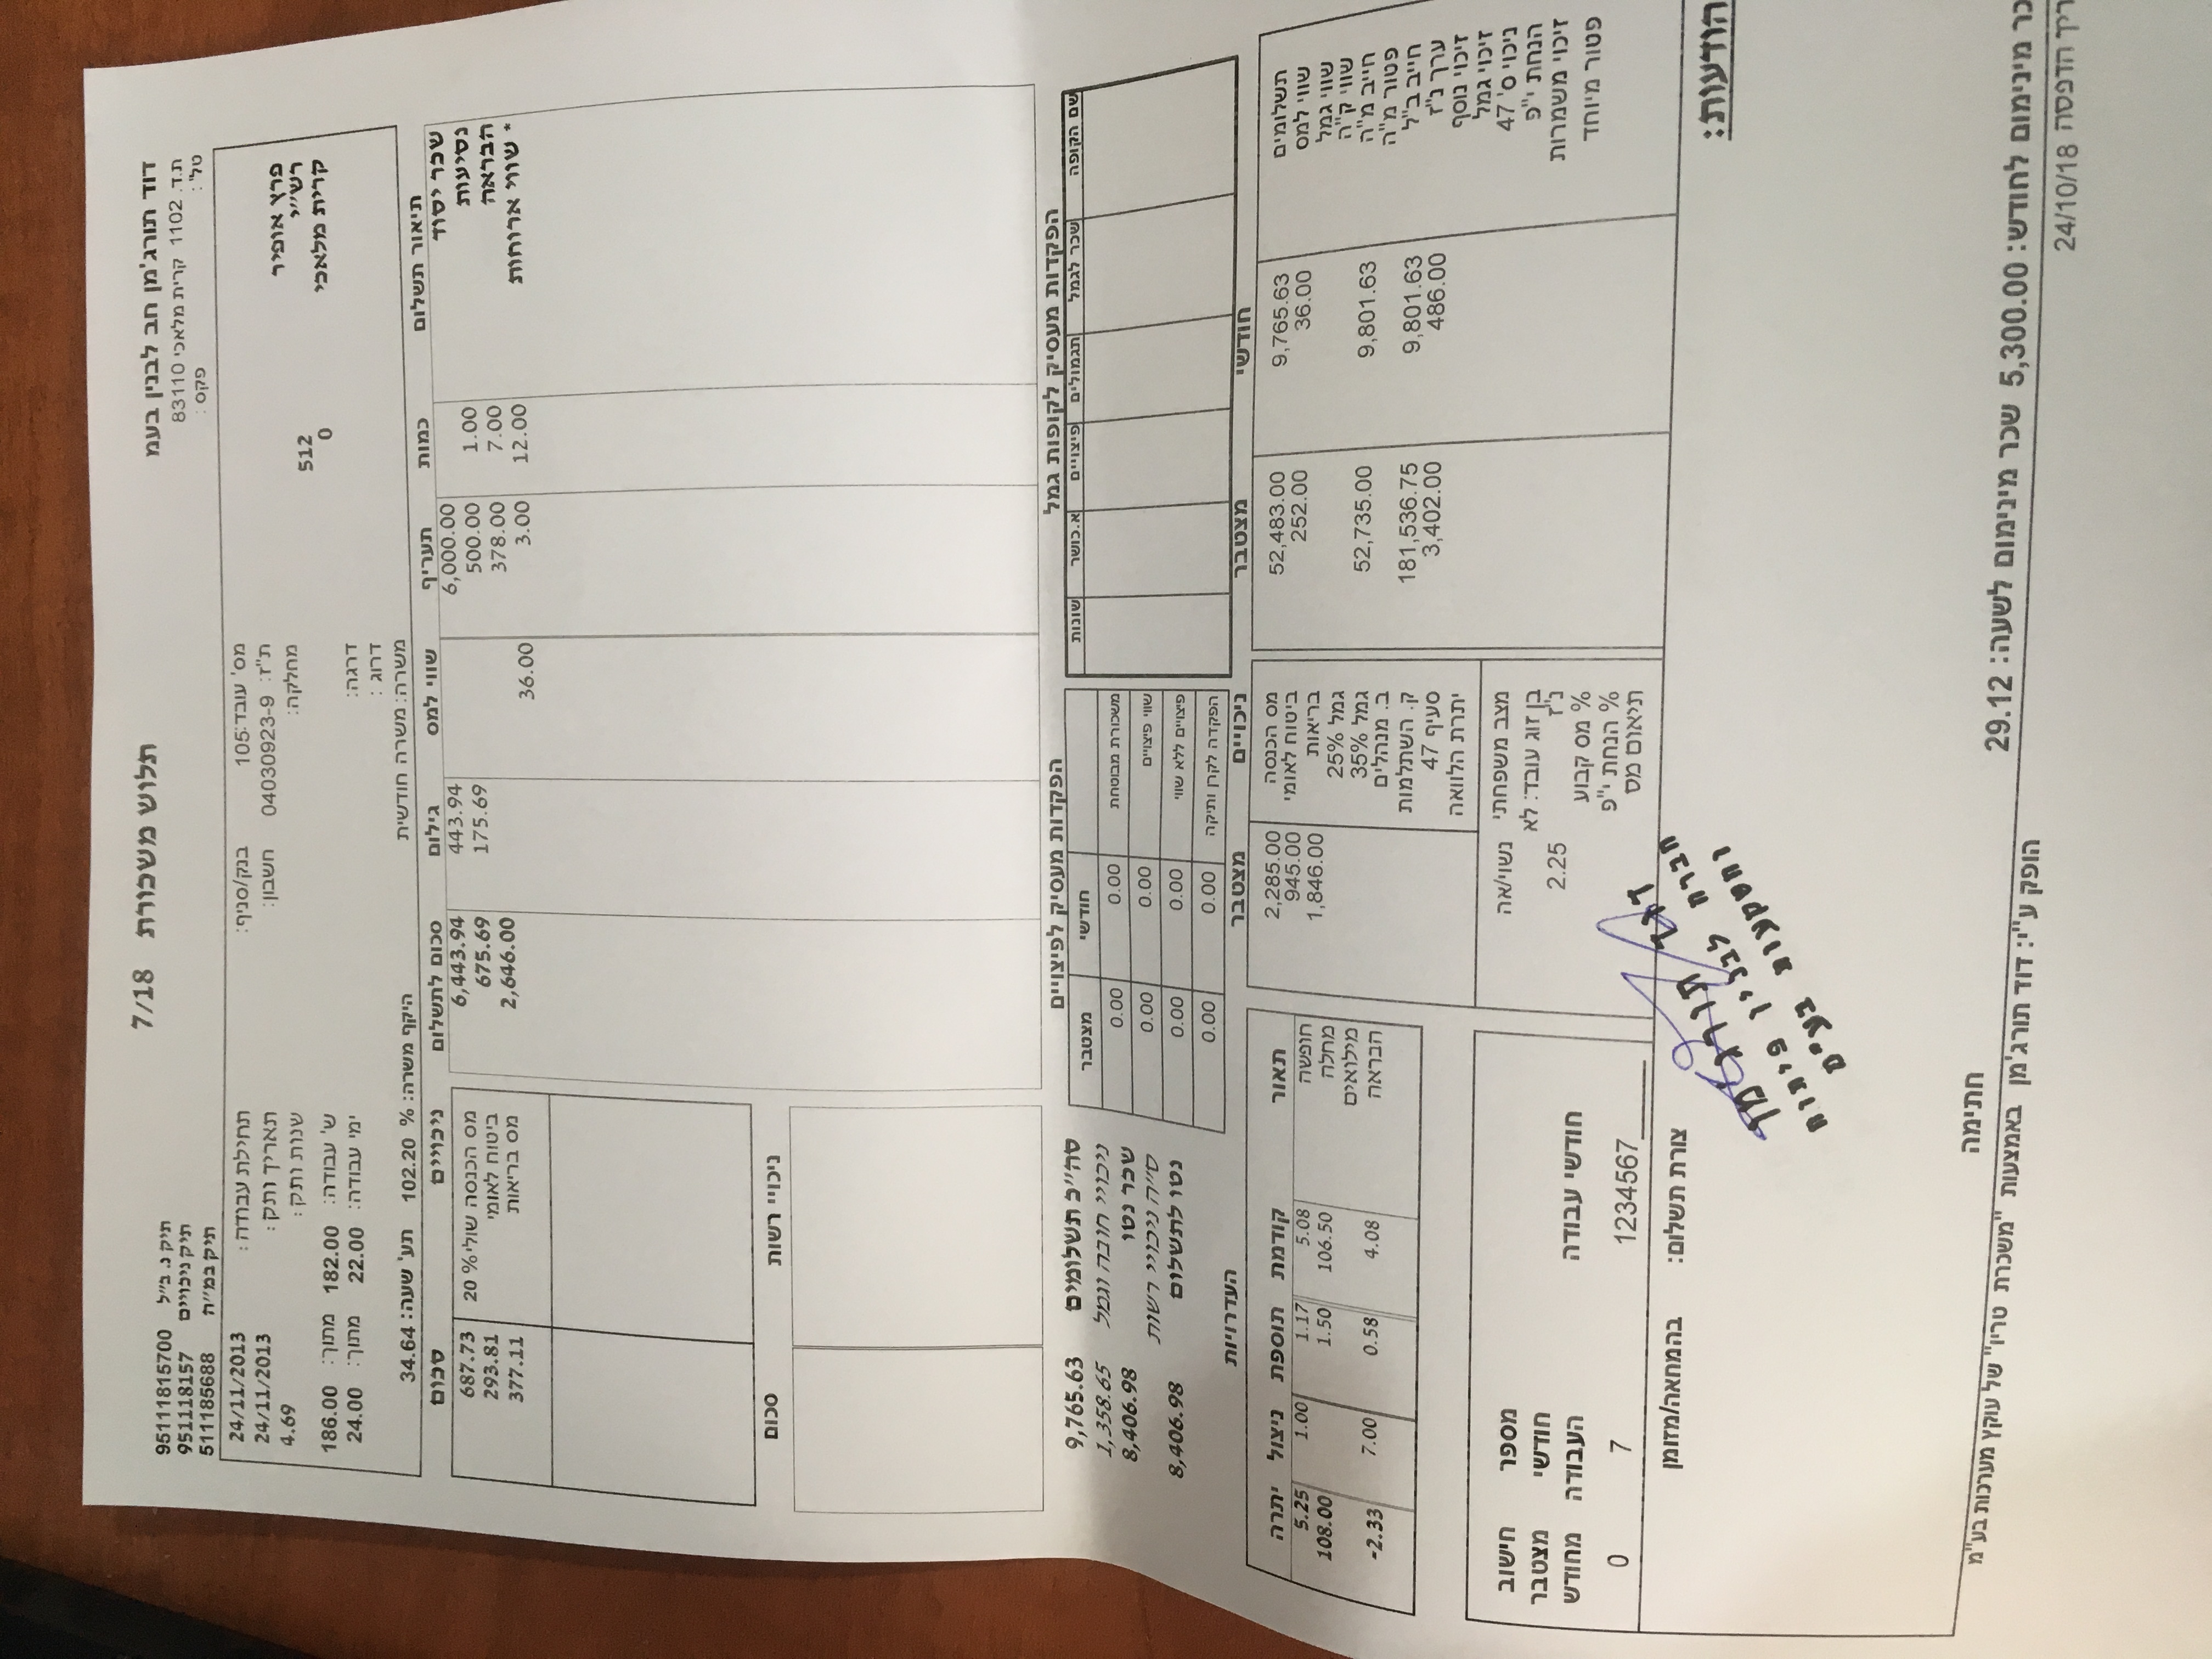 דוד תורג'מן חב לבנין בעמ
ת.ד. 1102 קרית מלאכי 83110
טל': פקס:
תלוש משכורת 7/18
תיק נ. ב"ל 95111815700
תיק ניכויים 951118157
תיק במ"ה 511185688
פרץ אופיר
רש"י 512
קרית מלאכי 0
מס' עובד: 105 בנק/סניף:
ת"ז: 04030923-9 חשבון:
מחלקה:
דרגה:
דרוג:
משרה: משרה חודשית
תחילת עבודה: 24/11/2013
תאריך ותק: 24/11/2013
שנות ותק: 4.69
ש' עבודה: 182.00 מתוך: 186.00
ימי עבודה: 22.00 מתוך: 24.00
היקף משרה: % 102.20 תע' שעה: 34.64
תיאור תשלום כמות תעריף שווי למס גילום סכום לתשלום
שכר יסוד 6,000.00 443.94 6,443.94
נסיעות 1.00 500.00 175.69 675.69
הבראה 7.00 378.00 2,646.00
* שווי ארוחות 12.00 3.00 36.00
ניכויים סכום
מס הכנסה שולי% 20 687.73
ביטוח לאומי 293.81
מס בריאות 377.11
ניכויי רשות סכום
הפקדות מעסיק לקופות גמל
שם הקופה שכר לגמל תגמולים פיצויים א.כושר שונות
הפקדות מעסיק לפיצויים
חודשי מצטבר
משכורת מבוטחת 0.00 0.00
שווי פיצויים 0.00 0.00
פיצויים ללא שווי 0.00 0.00
הפקדה לקרן ותיקה 0.00 0.00
סה"כ תשלומים 9,765.63
ניכויי חובה וגמל 1,358.65
שכר נטו 8,406.98
ס"ה ניכויי רשות
נטו לתשלום 8,406.98
חודשי מצטבר
תשלומים 9,765.63 52,483.00
שווי למס 36.00 252.00
שווי גמל
שווי ק"ה
חייב מ"ה 9,801.63 52,735.00
פטור מ"ה
חייב ב"ל 9,801.63 181,536.75
ערך נ"ז 486.00 3,402.00
זיכוי נוסף
זיכוי גמל
ניכוי ס' 47
הנחת י"פ
זיכוי משמרות
פטור מיוחד
ניכויים מצטבר
מס הכנסה 2,285.00
ביטוח לאומי 945.00
בריאות 1,846.00
גמל 25%
גמל 35%
ב. מנהלים
ק. השתלמות
סעיף 47
יתרת הלוואה
מצב משפחתי נשוי/אה
בן זוג עובד: לא
נ"ז 2.25
% מס קבוע
% הנחת י"פ
תיאום מס
העדרויות
תאור קודמת תוספת ניצול יתרה
חופשה 5.08 1.17 1.00 5.25
מחלה 106.50 1.50 108.00
מילואים
הבראה 4.08 0.58 7.00 -2.33
חודשי עבודה מספר חודשי העבודה חישוב מצטבר מחודש
1234567_____ 7 0
צורת תשלום: בהמחאה/מזומן
הודעות:
דוד תורג'מן
חברה לבנין פיתוח
והשקעות בע"מ
חתימה
כר מינימום לחודש: 5,300.00 שכר מינימום לשעה: 29.12
הופק ע"י: דוד תורג'מן באמצעות "משכרת טריו" של עוקץ מערכות בע"מ
ריך הדפסה 24/10/18